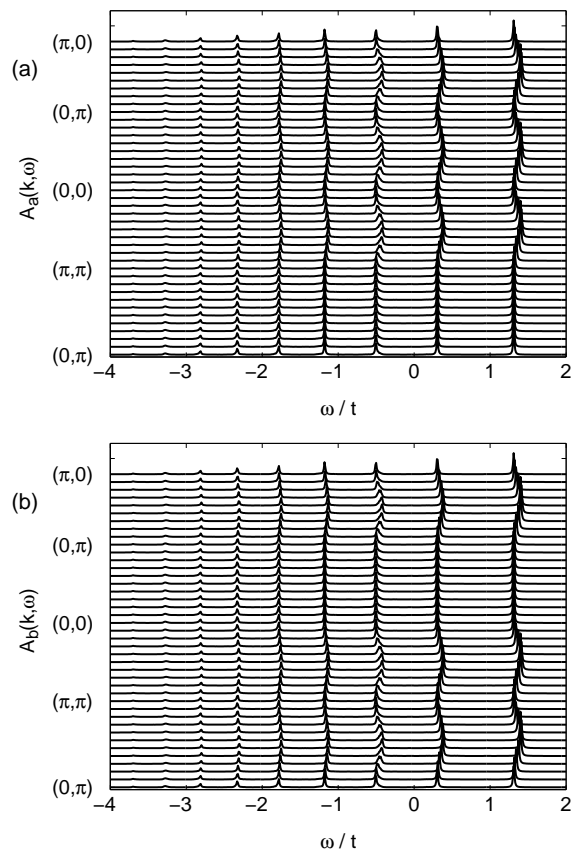 (a)
A_a(k,ω)
(π,0)
(0,π)
(0,0)
(π,π)
(0,π)
−4 −3 −2 −1 0 1 2
ω / t
(b)
A_b(k,ω)
(π,0)
(0,π)
(0,0)
(π,π)
(0,π)
−4 −3 −2 −1 0 1 2
ω / t